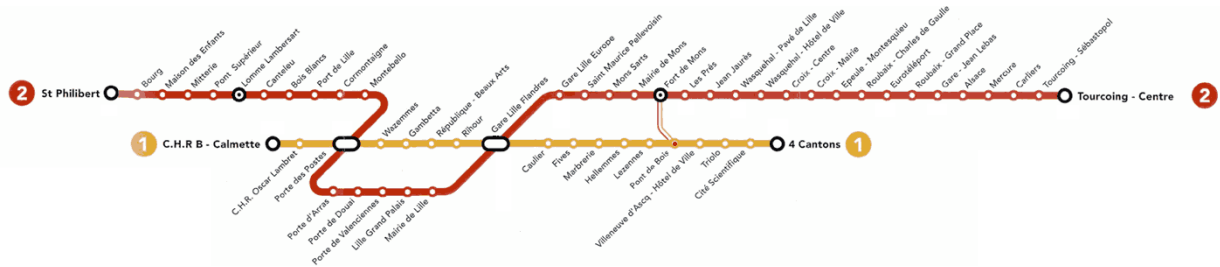 2
St Philibert
Bourg
Maison des Enfants
Mitterie
Pont Supérieur
Lomme Lambersart
Canteleu
Bois Blancs
Port de Lille
Cormontaigne
Montebello
Gare Lille Europe
Saint Maurice Pellevoisin
Mons Sarts
Mairie de Mons
Fort de Mons
Les Prés
Jean Jaurès
Wasquehal - Pavé de Lille
Wasquehal - Hôtel de Ville
Croix - Centre
Croix - Mairie
Epeule - Montesquieu
Roubaix - Charles de Gaulle
Eurotéléport
Roubaix - Grand Place
Gare - Jean Lebas
Alsace
Mercure
Carliers
Tourcoing - Sébastopol
Tourcoing - Centre
2
1
C.H.R B - Calmette
C.H.R. Oscar Lambret
Porte des Postes
Wazemmes
Gambetta
République - Beaux Arts
Rihour
Gare Lille Flandres
Caulier
Fives
Marbrerie
Hellemmes
Lezennes
Pont de Bois
Villeneuve d'Ascq - Hôtel de Ville
Triolo
Cité Scientifique
4 Cantons
1
Porte d'Arras
Porte de Douai
Porte de Valenciennes
Lille Grand Palais
Mairie de Lille